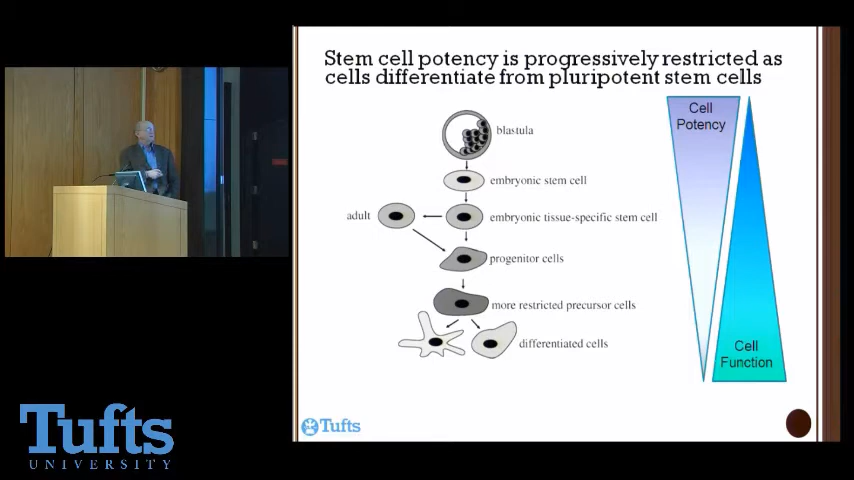 Stem cell potency is progressively restricted as
cells differentiate from pluripotent stem cells
Cell
Potency
blastula
embryonic stem cell
adult
embryonic tissue-specific stem cell
progenitor cells
more restricted precursor cells
differentiated cells
Cell
Function
Tufts
Tufts
UNIVERSITY